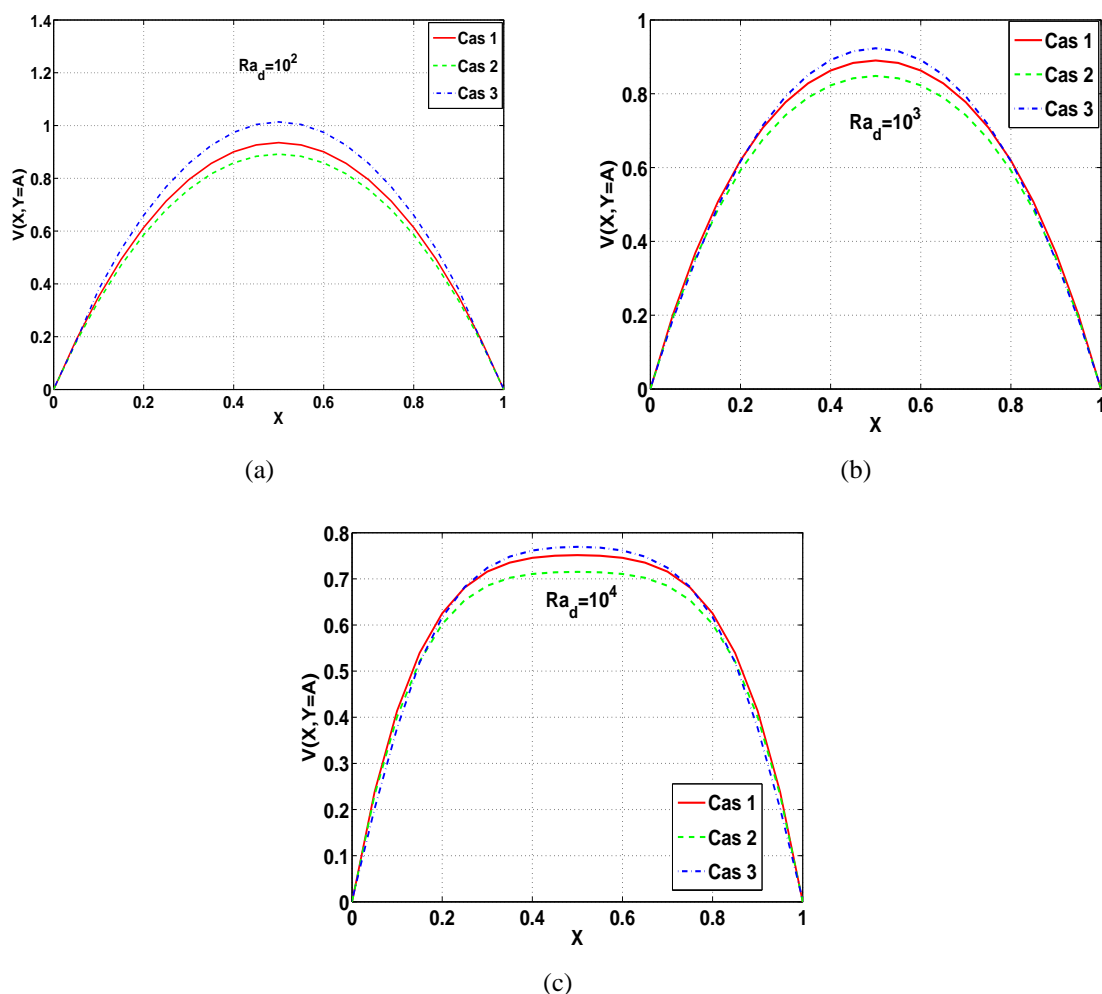 1.4
1.2
1
0.8
0.6
0.4
0.2
0
V(X,Y=A)
Ra_d=10^2
Cas 1
Cas 2
Cas 3
0 0.2 0.4 0.6 0.8 1
X
(a)
1
0.8
0.6
0.4
0.2
0
V(X,Y=A)
Ra_d=10^3
Cas 1
Cas 2
Cas 3
0 0.2 0.4 0.6 0.8 1
X
(b)
0.8
0.7
0.6
0.5
0.4
0.3
0.2
0.1
0
V(X,Y=A)
Ra_d=10^4
Cas 1
Cas 2
Cas 3
0 0.2 0.4 0.6 0.8 1
X
(c)